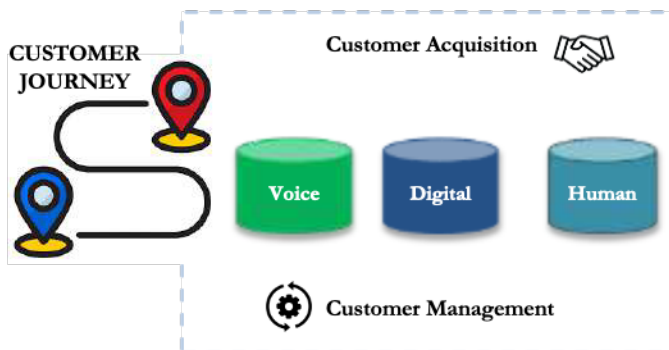 CUSTOMER
JOURNEY
Customer Acquisition
Voice
Digital
Human
Customer Management